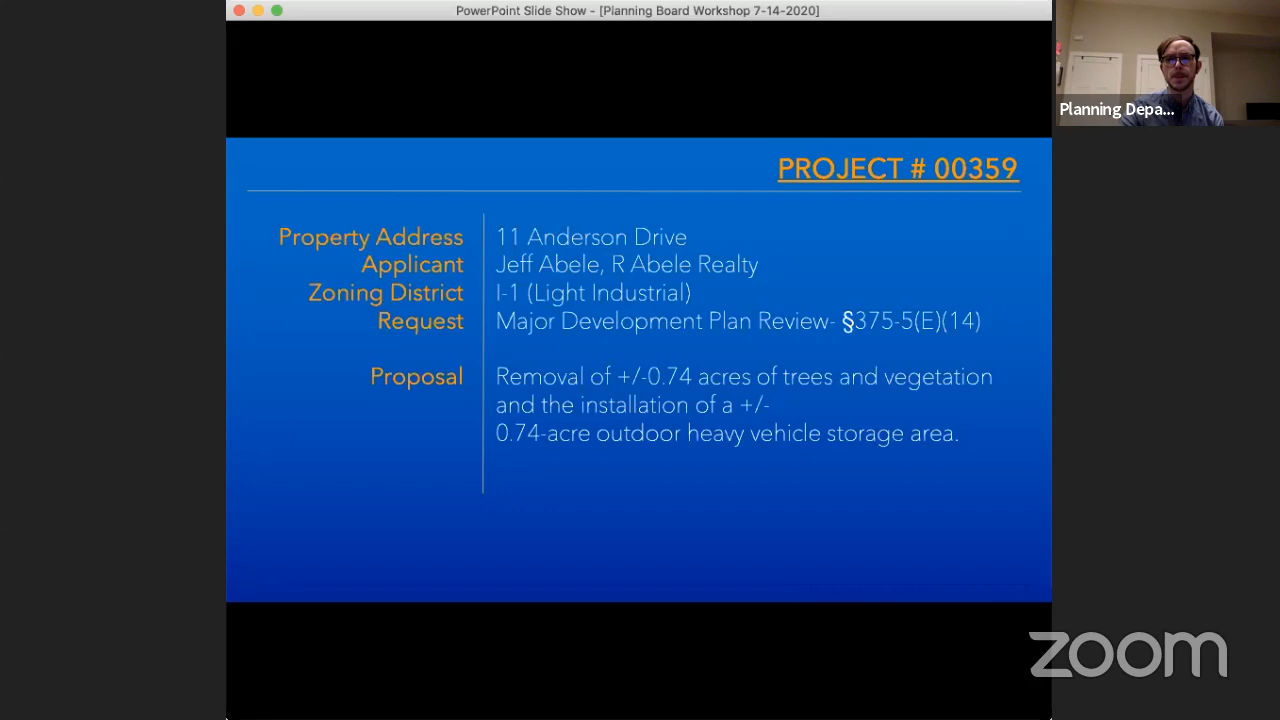 PowerPoint Slide Show - [Planning Board Workshop 7-14-2020]
Planning Depa...
PROJECT # 00359
Property Address 11 Anderson Drive
Applicant Jeff Abele, R Abele Realty
Zoning District I-1 (Light Industrial)
Request Major Development Plan Review- §375-5(E)(14)
Proposal Removal of +/-0.74 acres of trees and vegetation
and the installation of a +/-
0.74-acre outdoor heavy vehicle storage area.
zoom